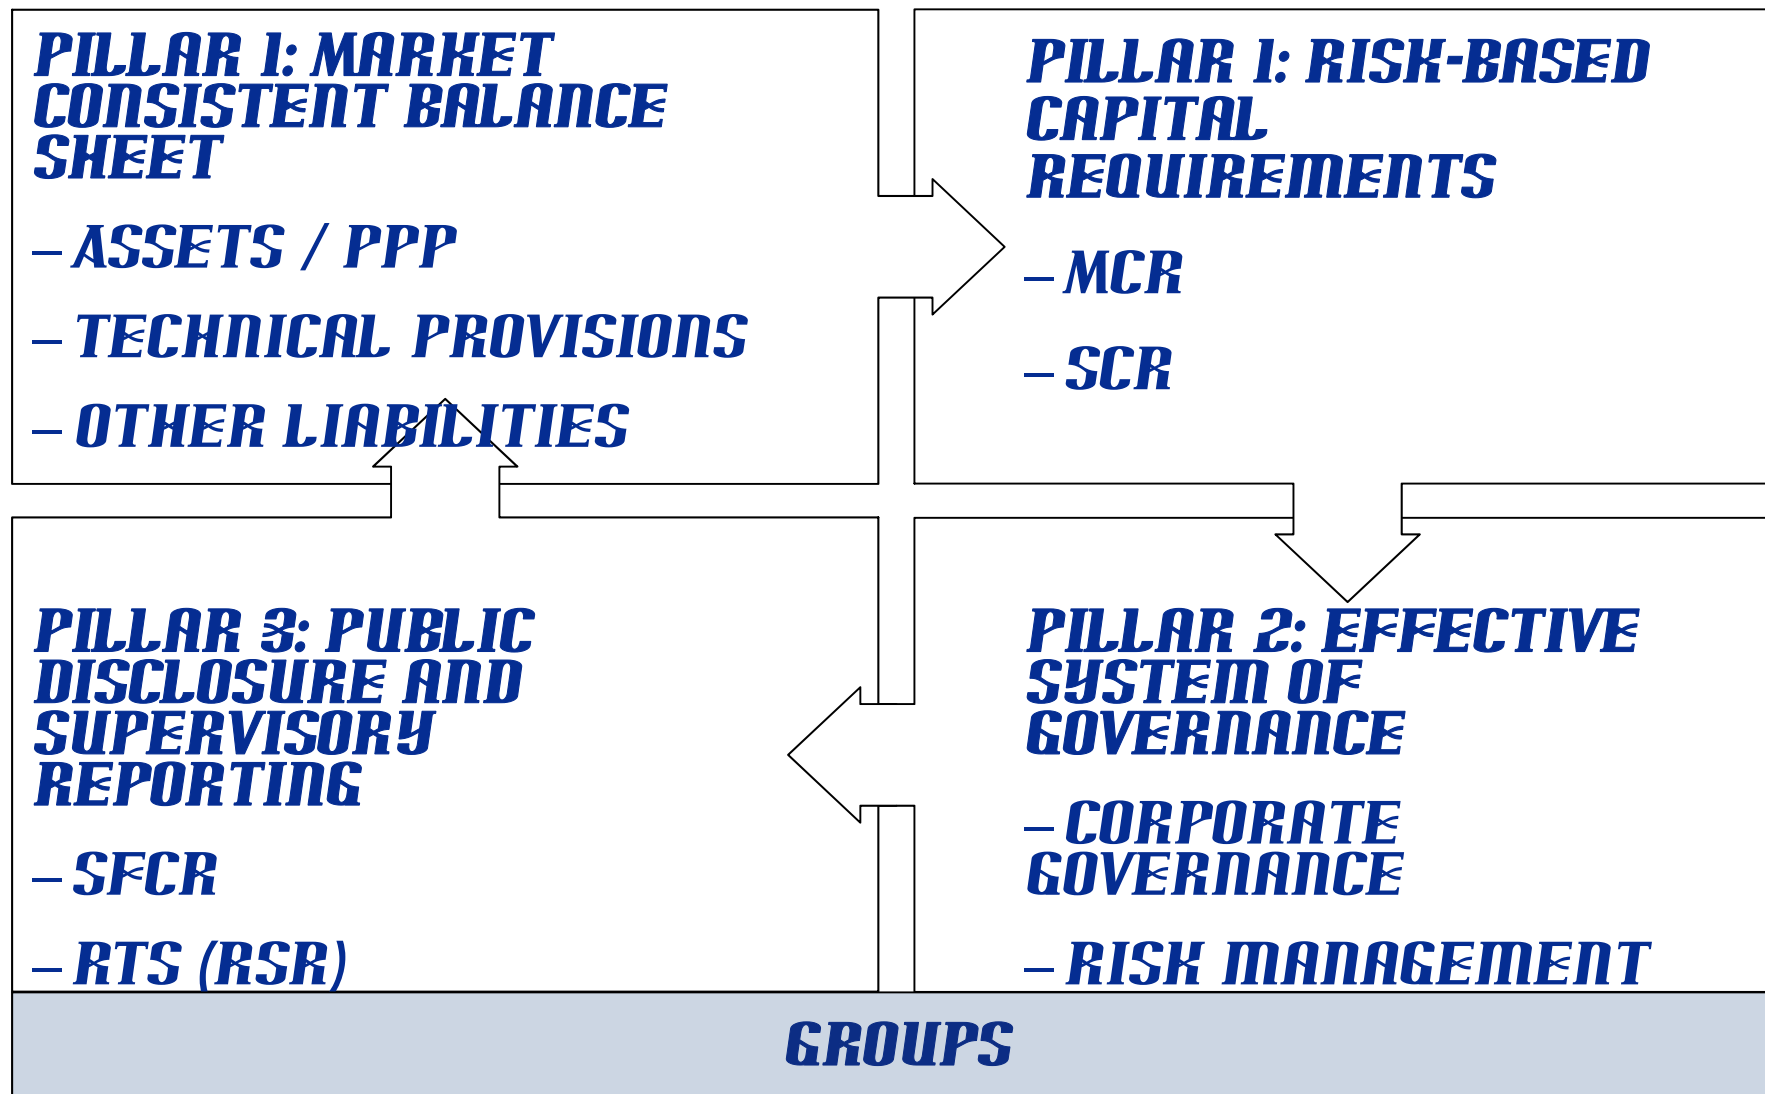 PILLAR 1: MARKET
CONSISTENT BALANCE
SHEET
– ASSETS / PPP
– TECHNICAL PROVISIONS
– OTHER LIABILITIES
PILLAR 1: RISK-BASED
CAPITAL
REQUIREMENTS
– MCR
– SCR
PILLAR 3: PUBLIC
DISCLOSURE AND
SUPERVISORY
REPORTING
– SFCR
– RTS (RSR)
PILLAR 2: EFFECTIVE
SYSTEM OF
GOVERNANCE
– CORPORATE
GOVERNANCE
– RISK MANAGEMENT
GROUPS